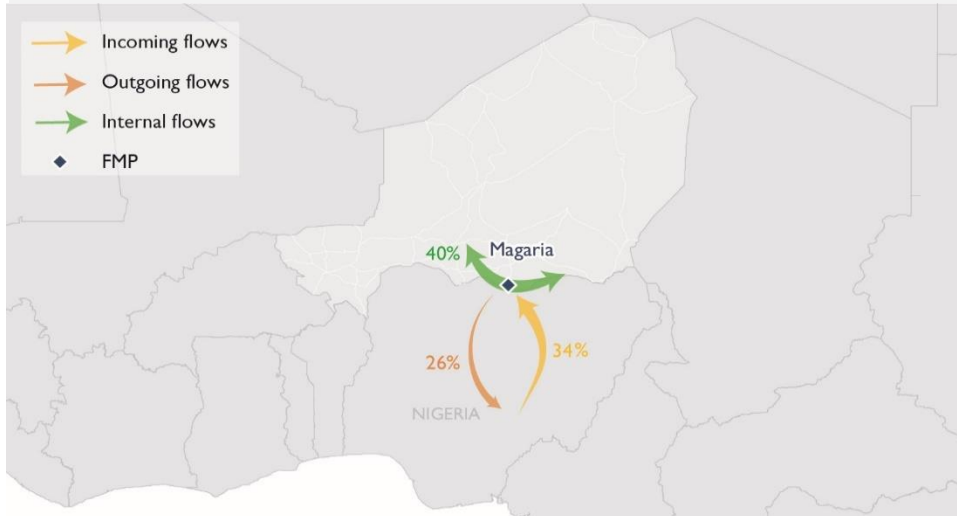 Incoming flows
Outgoing flows
Internal flows
FMP
40%
Magaria
26%
34%
NIGERIA